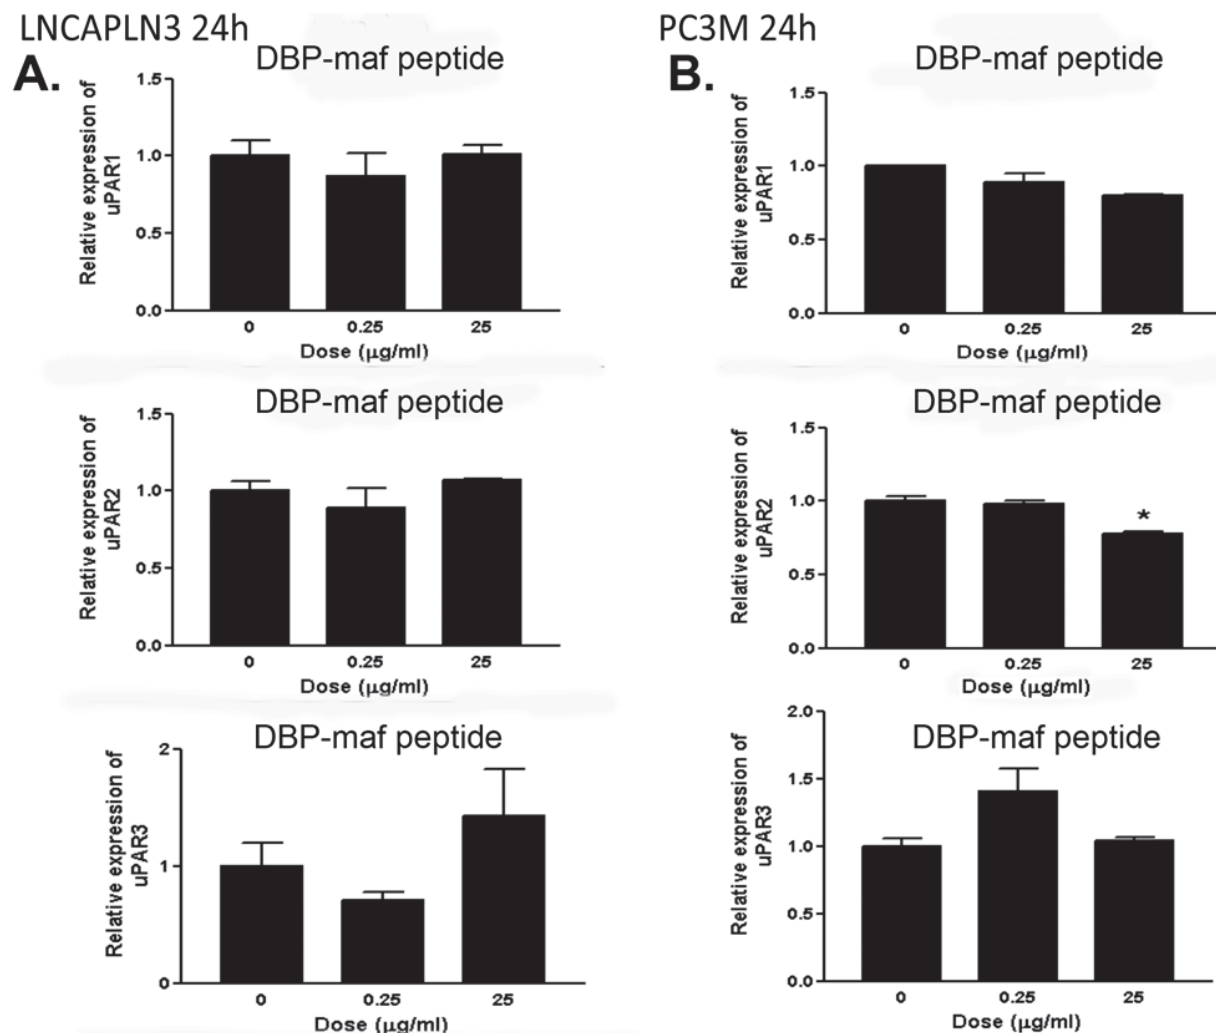 LNCAPLN3 24h
A.
DBP-maf peptide
Relative expression of
uPAR1
1.5
1.0
0.5
0.0
0 0.25 25
Dose (μg/ml)
DBP-maf peptide
Relative expression of
uPAR2
1.5
1.0
0.5
0.0
0 0.25 25
Dose (μg/ml)
DBP-maf peptide
Relative expression of
uPAR3
2
1
0
0 0.25 25
Dose (μg/ml)
PC3M 24h
B.
DBP-maf peptide
Relative expression of
uPAR1
1.5
1.0
0.5
0.0
0 0.25 25
Dose (μg/ml)
DBP-maf peptide
Relative expression of
uPAR2
1.5
1.0
0.5
0.0
*
0 0.25 25
Dose (μg/ml)
DBP-maf peptide
Relative expression of
uPAR3
2.0
1.5
1.0
0.5
0.0
0 0.25 25
Dose (μg/ml)